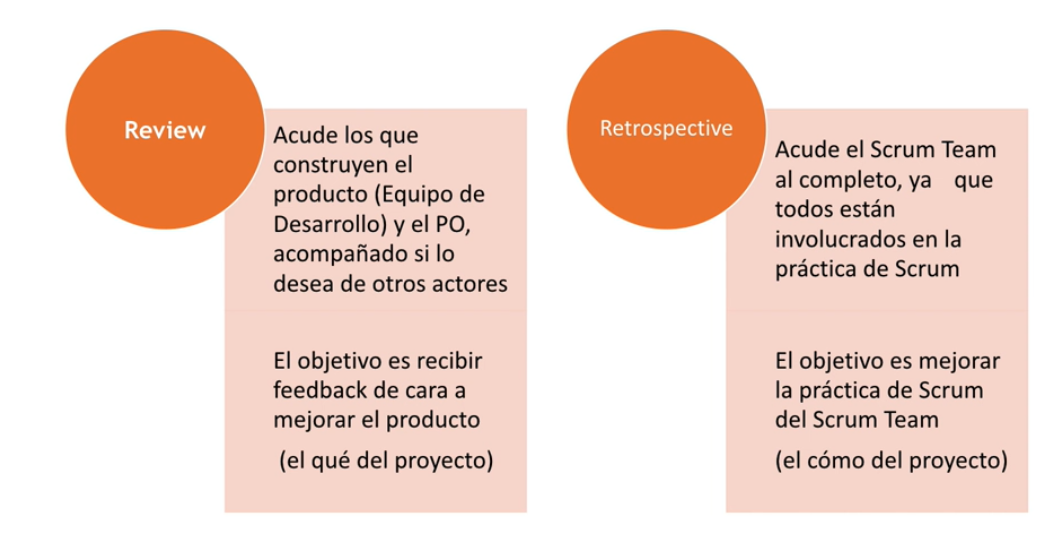 Review
Acude los que
construyen el
producto (Equipo de
Desarrollo) y el PO,
acompañado si lo
desea de otros actores
El objetivo es recibir
feedback de cara a
mejorar el producto
(el qué del proyecto)
Retrospective
Acude el Scrum Team
al completo, ya que
todos están
involucrados en la
práctica de Scrum
El objetivo es mejorar
la práctica de Scrum
del Scrum Team
(el cómo del proyecto)